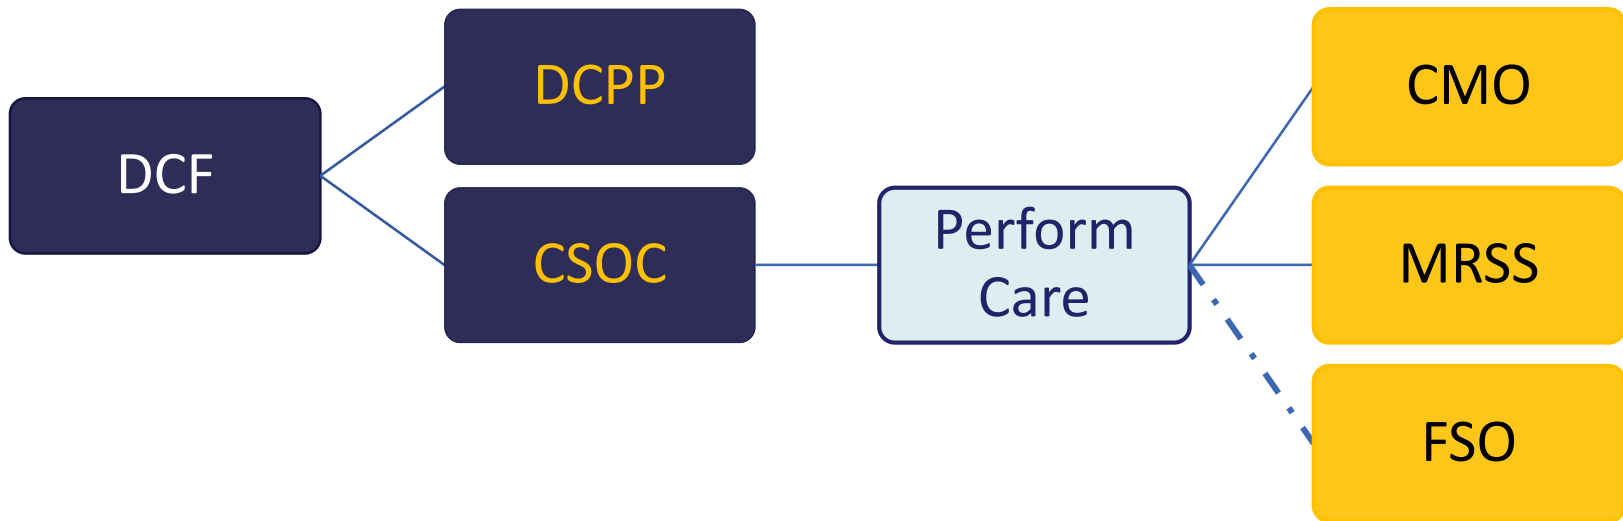 DCF
DCPP
CSOC
Perform
Care
CMO
MRSS
FSO